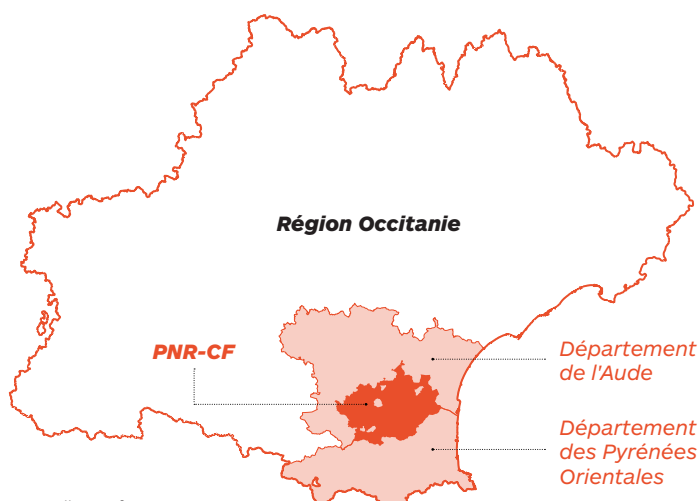 Région Occitanie
PNR-CF
Département
de l'Aude
Département
des Pyrénées
Orientales